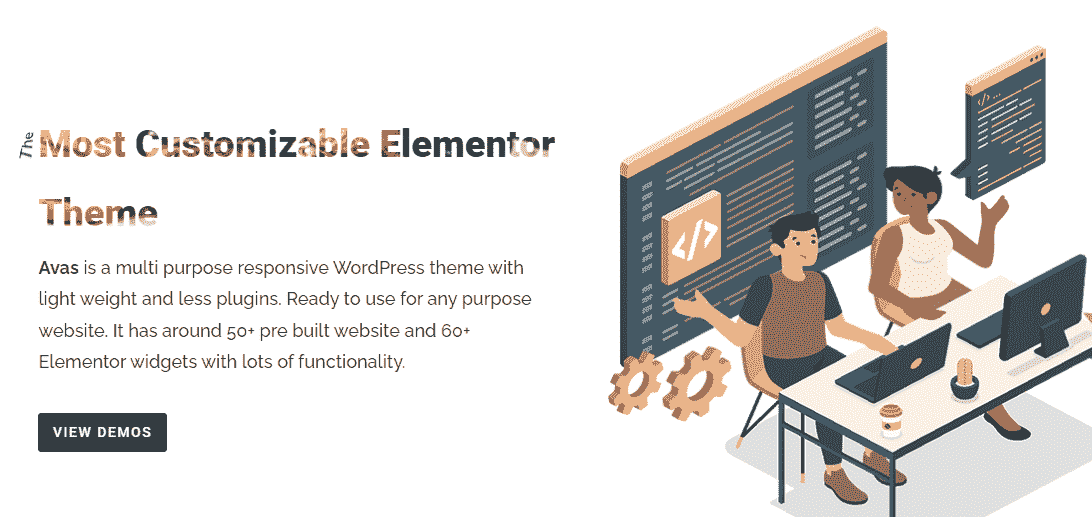 The Most Customizable Elementor
Theme
Avas is a multi purpose responsive WordPress theme with
light weight and less plugins. Ready to use for any purpose
website. It has around 50+ pre built website and 60+
Elementor widgets with lots of functionality.
VIEW DEMOS